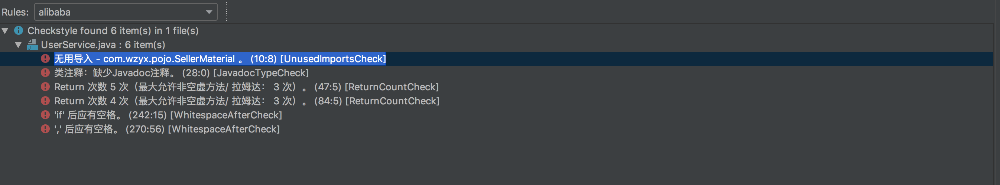 Rules: alibaba
Checkstyle found 6 item(s) in 1 file(s)
UserService.java : 6 item(s)
无用导入 - com.wzyx.pojo.SellerMaterial 。 (10:8) [UnusedImportsCheck]
类注释：缺少Javadoc注释。 (28:0) [JavadocTypeCheck]
Return 次数 5 次（最大允许非空虚方法/ 拉姆达： 3 次）。 (47:5) [ReturnCountCheck]
Return 次数 4 次（最大允许非空虚方法/ 拉姆达： 3 次）。 (84:5) [ReturnCountCheck]
'if' 后应有空格。 (242:15) [WhitespaceAfterCheck]
',' 后应有空格。 (270:56) [WhitespaceAfterCheck]